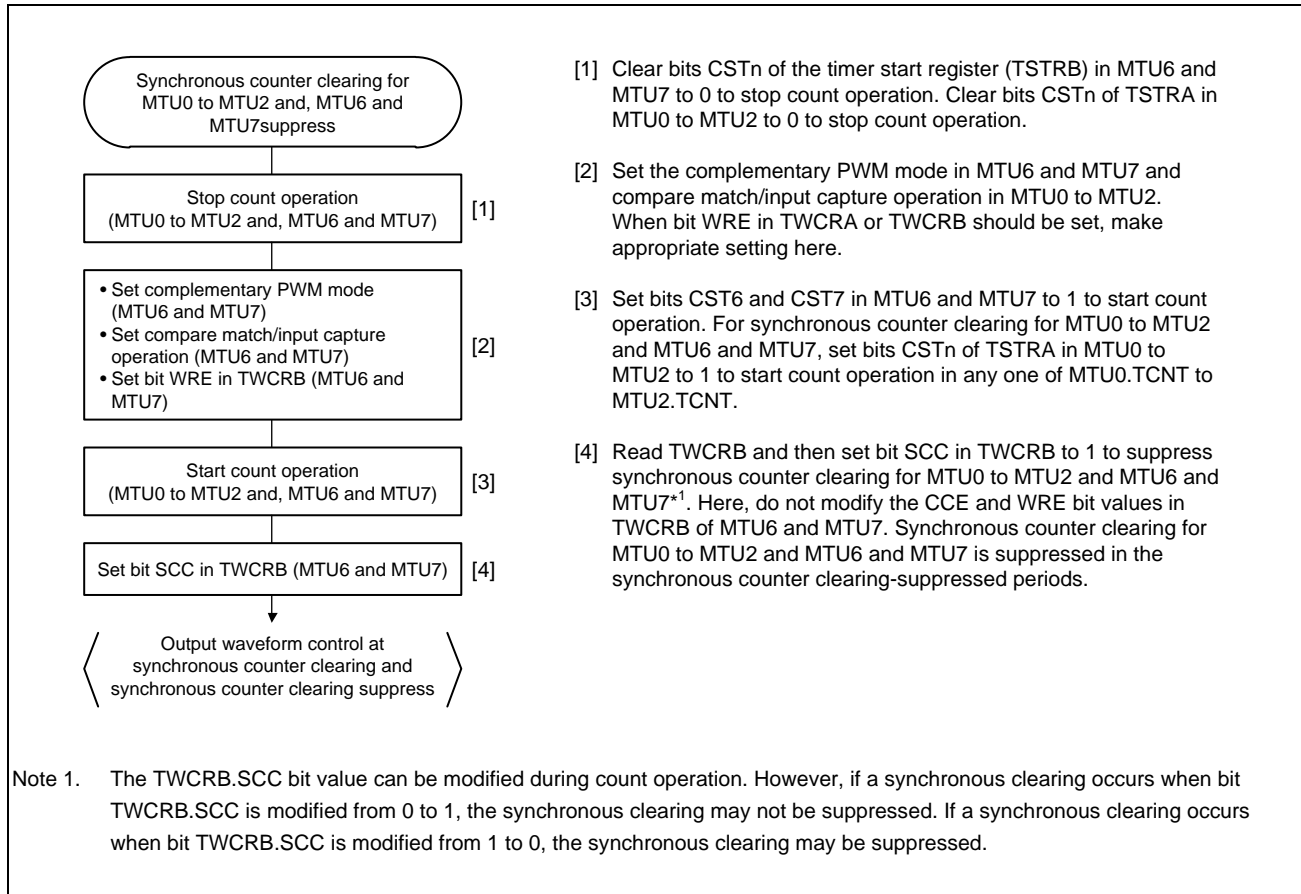 Synchronous counter clearing for
MTU0 to MTU2 and, MTU6 and
MTU7suppress
Stop count operation
(MTU0 to MTU2 and, MTU6 and MTU7)
[1]
• Set complementary PWM mode
(MTU6 and MTU7)
• Set compare match/input capture
operation (MTU6 and MTU7)
• Set bit WRE in TWCRB (MTU6 and
MTU7)
[2]
Start count operation
(MTU0 to MTU2 and, MTU6 and MTU7)
[3]
Set bit SCC in TWCRB (MTU6 and MTU7)
[4]
Output waveform control at
synchronous counter clearing and
synchronous counter clearing suppress
[1] Clear bits CSTn of the timer start register (TSTRB) in MTU6 and
MTU7 to 0 to stop count operation. Clear bits CSTn of TSTRA in
MTU0 to MTU2 to 0 to stop count operation.
[2] Set the complementary PWM mode in MTU6 and MTU7 and
compare match/input capture operation in MTU0 to MTU2.
When bit WRE in TWCRA or TWCRB should be set, make
appropriate setting here.
[3] Set bits CST6 and CST7 in MTU6 and MTU7 to 1 to start count
operation. For synchronous counter clearing for MTU0 to MTU2
and MTU6 and MTU7, set bits CSTn of TSTRA in MTU0 to
MTU2 to 1 to start count operation in any one of MTU0.TCNT to
MTU2.TCNT.
[4] Read TWCRB and then set bit SCC in TWCRB to 1 to suppress
synchronous counter clearing for MTU0 to MTU2 and MTU6 and
MTU7*1. Here, do not modify the CCE and WRE bit values in
TWCRB of MTU6 and MTU7. Synchronous counter clearing for
MTU0 to MTU2 and MTU6 and MTU7 is suppressed in the
synchronous counter clearing-suppressed periods.
Note 1. The TWCRB.SCC bit value can be modified during count operation. However, if a synchronous clearing occurs when bit
TWCRB.SCC is modified from 0 to 1, the synchronous clearing may not be suppressed. If a synchronous clearing occurs
when bit TWCRB.SCC is modified from 1 to 0, the synchronous clearing may be suppressed.